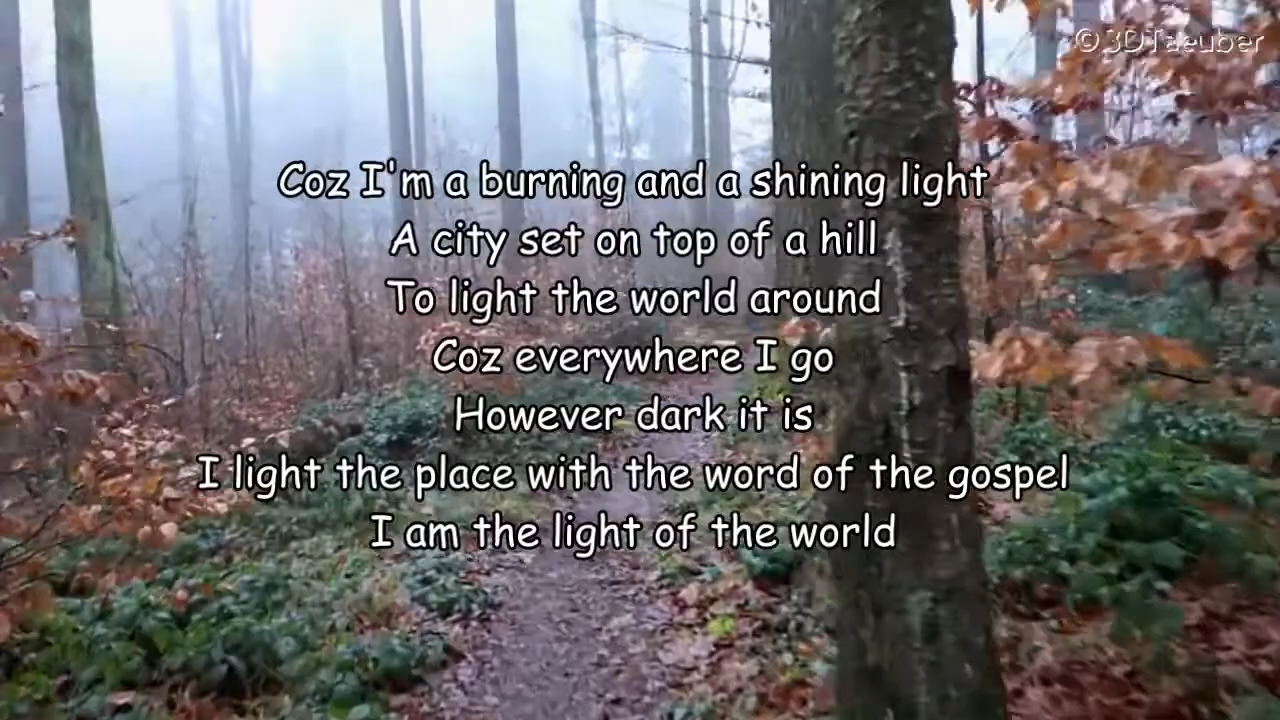 © 3DTaeuber
Coz I'm a burning and a shining light
A city set on top of a hill
To light the world around
Coz everywhere I go
However dark it is
I light the place with the word of the gospel
I am the light of the world